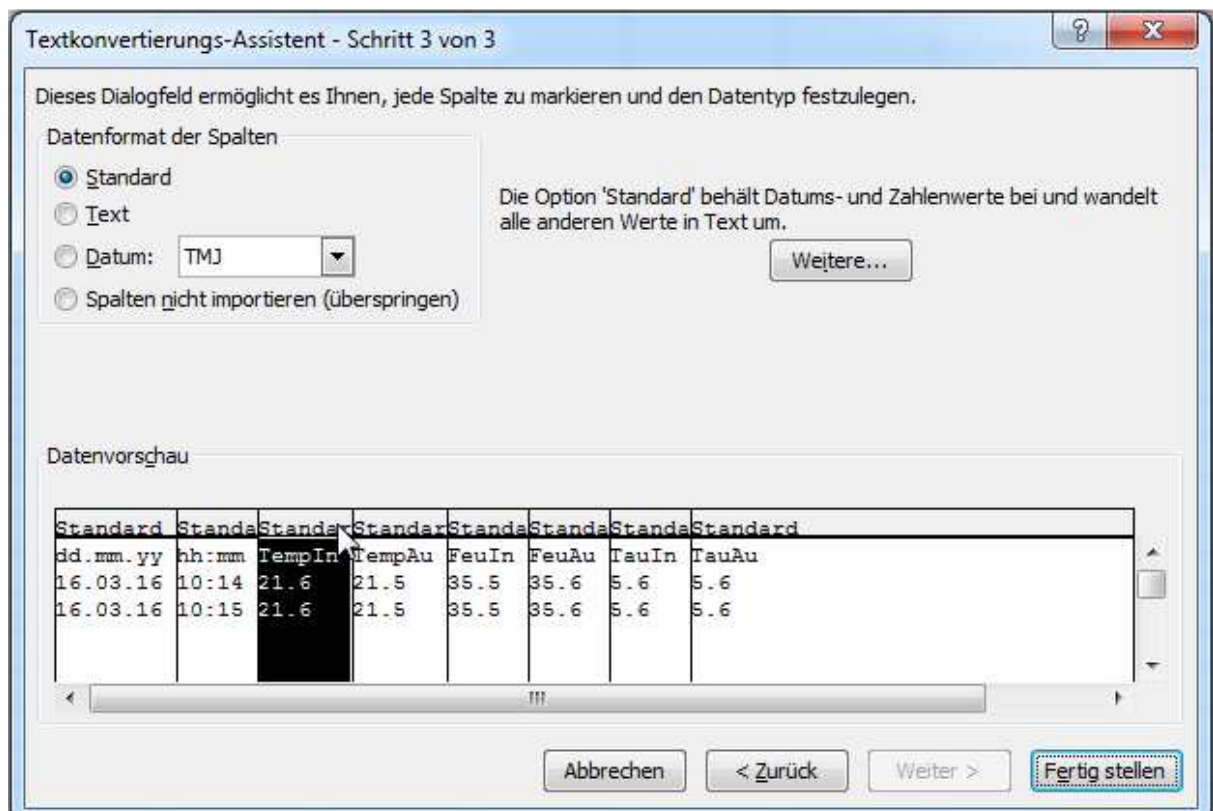 Textkonvertierungs-Assistent - Schritt 3 von 3
Dieses Dialogfeld ermöglicht es Ihnen, jede Spalte zu markieren und den Datentyp festzulegen.
Datenformat der Spalten
Standard
Text
Datum: TMJ
Spalten nicht importieren (überspringen)
Die Option 'Standard' behält Datums- und Zahlenwerte bei und wandelt
alle anderen Werte in Text um.
Weitere...
Datenvorschau
Standard Standa Standar Standar Standa Standa Standa Standard
dd.mm.yy hh:mm TempIn TempAu FeuIn FeuAu TauIn TauAu
16.03.16 10:14 21.6 21.5 35.5 35.6 5.6 5.6
16.03.16 10:15 21.6 21.5 35.5 35.6 5.6 5.6
Abbrechen < Zurück Weiter > Fertig stellen